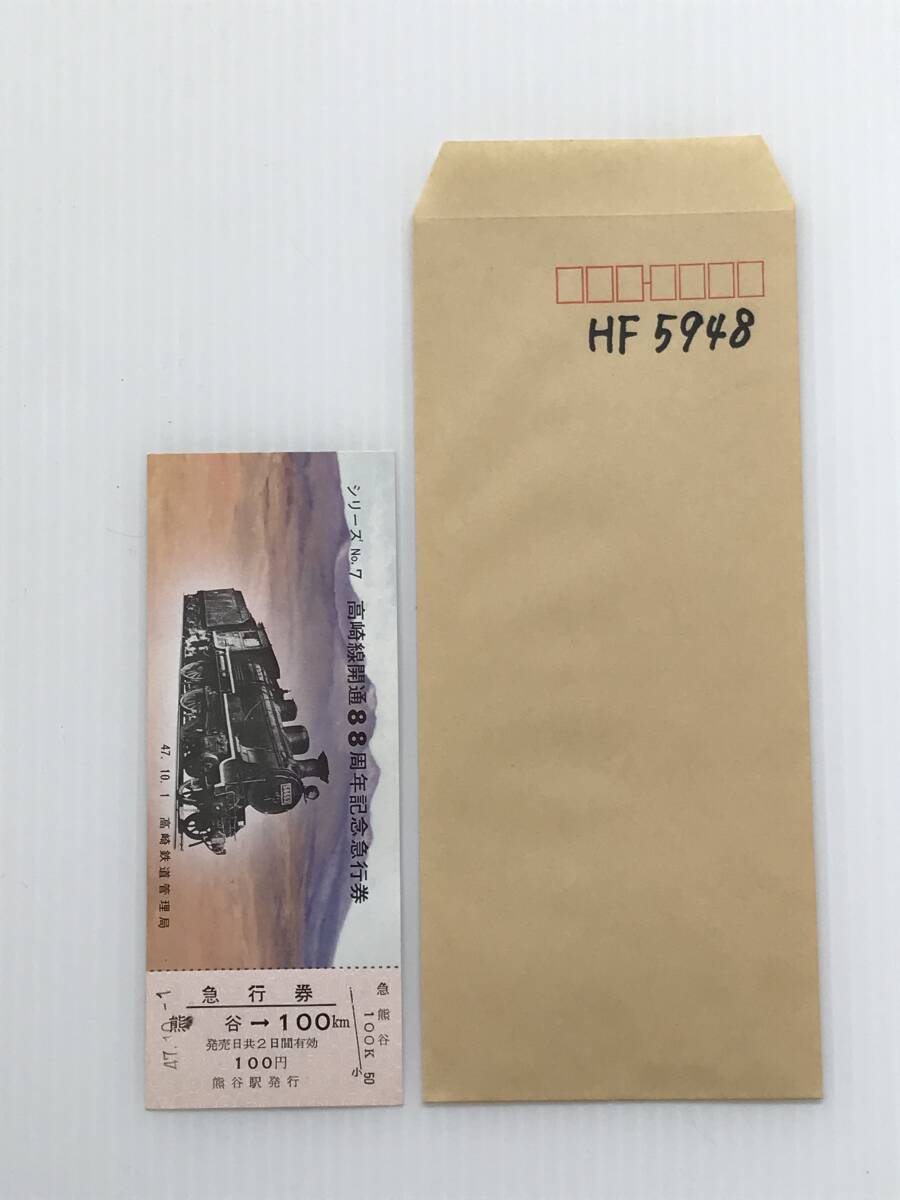 HF 5948
シリーズ No.7 高崎線開通88周年記念急行券
47.10.1 高崎鉄道管理局
急行券
熊谷→100km
発売日共2日間有効
100円
熊谷駅発行
47.10.-1
急 熊谷
100K 50
小